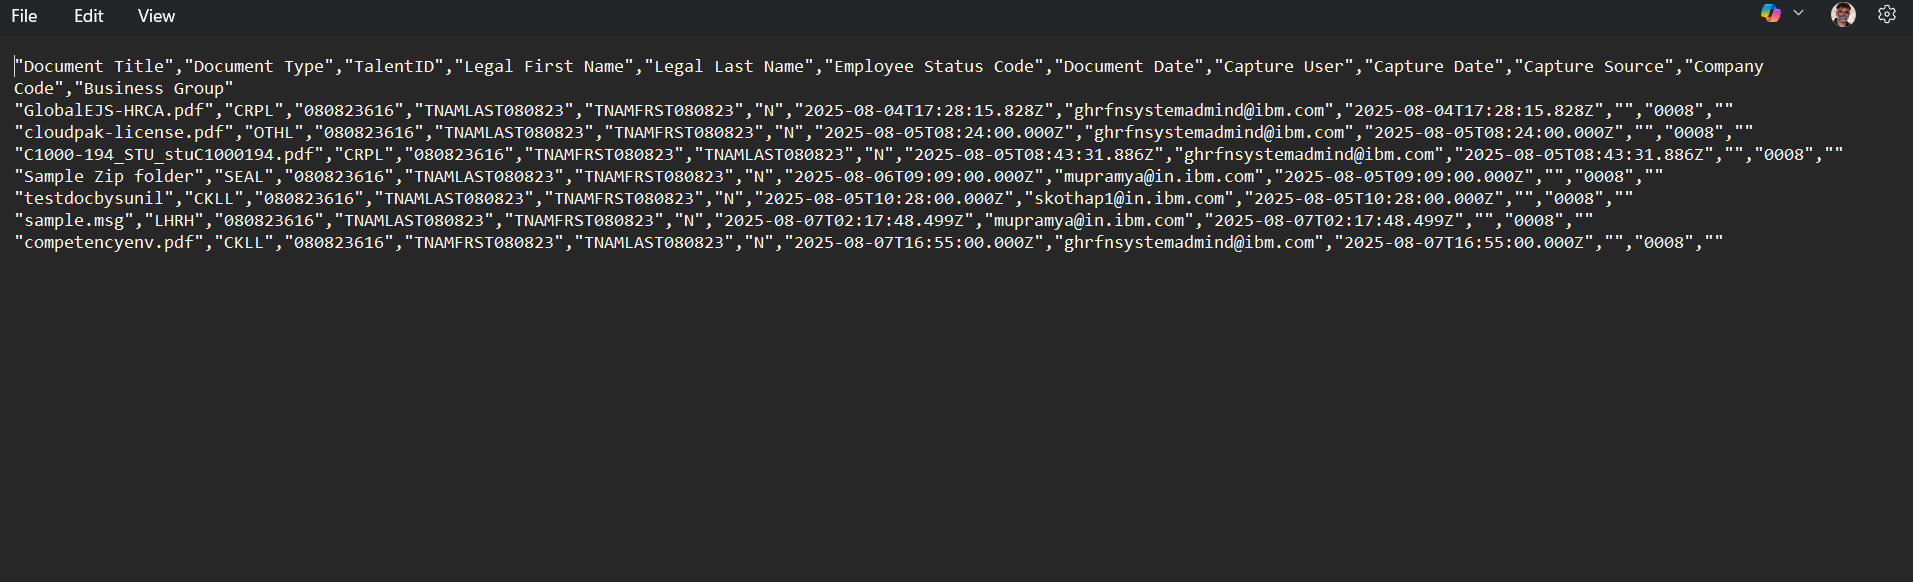 File Edit View
"Document Title","Document Type","TalentID","Legal First Name","Legal Last Name","Employee Status Code","Document Date","Capture User","Capture Date","Capture Source","Company
Code","Business Group"
"GlobalEJS-HRCA.pdf","CRPL","080823616","TNAMLAST080823","TNAMFRST080823","N","2025-08-04T17:28:15.828Z","ghrfnsystemadmind@ibm.com","2025-08-04T17:28:15.828Z","","0008",""
"cloudpak-license.pdf","OTHL","080823616","TNAMLAST080823","TNAMFRST080823","N","2025-08-05T08:24:00.000Z","ghrfnsystemadmind@ibm.com","2025-08-05T08:24:00.000Z","","0008",""
"C1000-194_STU_stuC1000194.pdf","CRPL","080823616","TNAMFRST080823","TNAMLAST080823","N","2025-08-05T08:43:31.886Z","ghrfnsystemadmind@ibm.com","2025-08-05T08:43:31.886Z","","0008",""
"Sample Zip folder","SEAL","080823616","TNAMLAST080823","TNAMFRST080823","N","2025-08-06T09:09:00.000Z","mupramya@in.ibm.com","2025-08-05T09:09:00.000Z","","0008",""
"testdocbysunil","CKLL","080823616","TNAMLAST080823","TNAMFRST080823","N","2025-08-05T10:28:00.000Z","skothap1@in.ibm.com","2025-08-05T10:28:00.000Z","","0008",""
"sample.msg","LHRH","080823616","TNAMLAST080823","TNAMFRST080823","N","2025-08-07T02:17:48.499Z","mupramya@in.ibm.com","2025-08-07T02:17:48.499Z","","0008",""
"competencyenv.pdf","CKLL","080823616","TNAMFRST080823","TNAMLAST080823","N","2025-08-07T16:55:00.000Z","ghrfnsystemadmind@ibm.com","2025-08-07T16:55:00.000Z","","0008",""